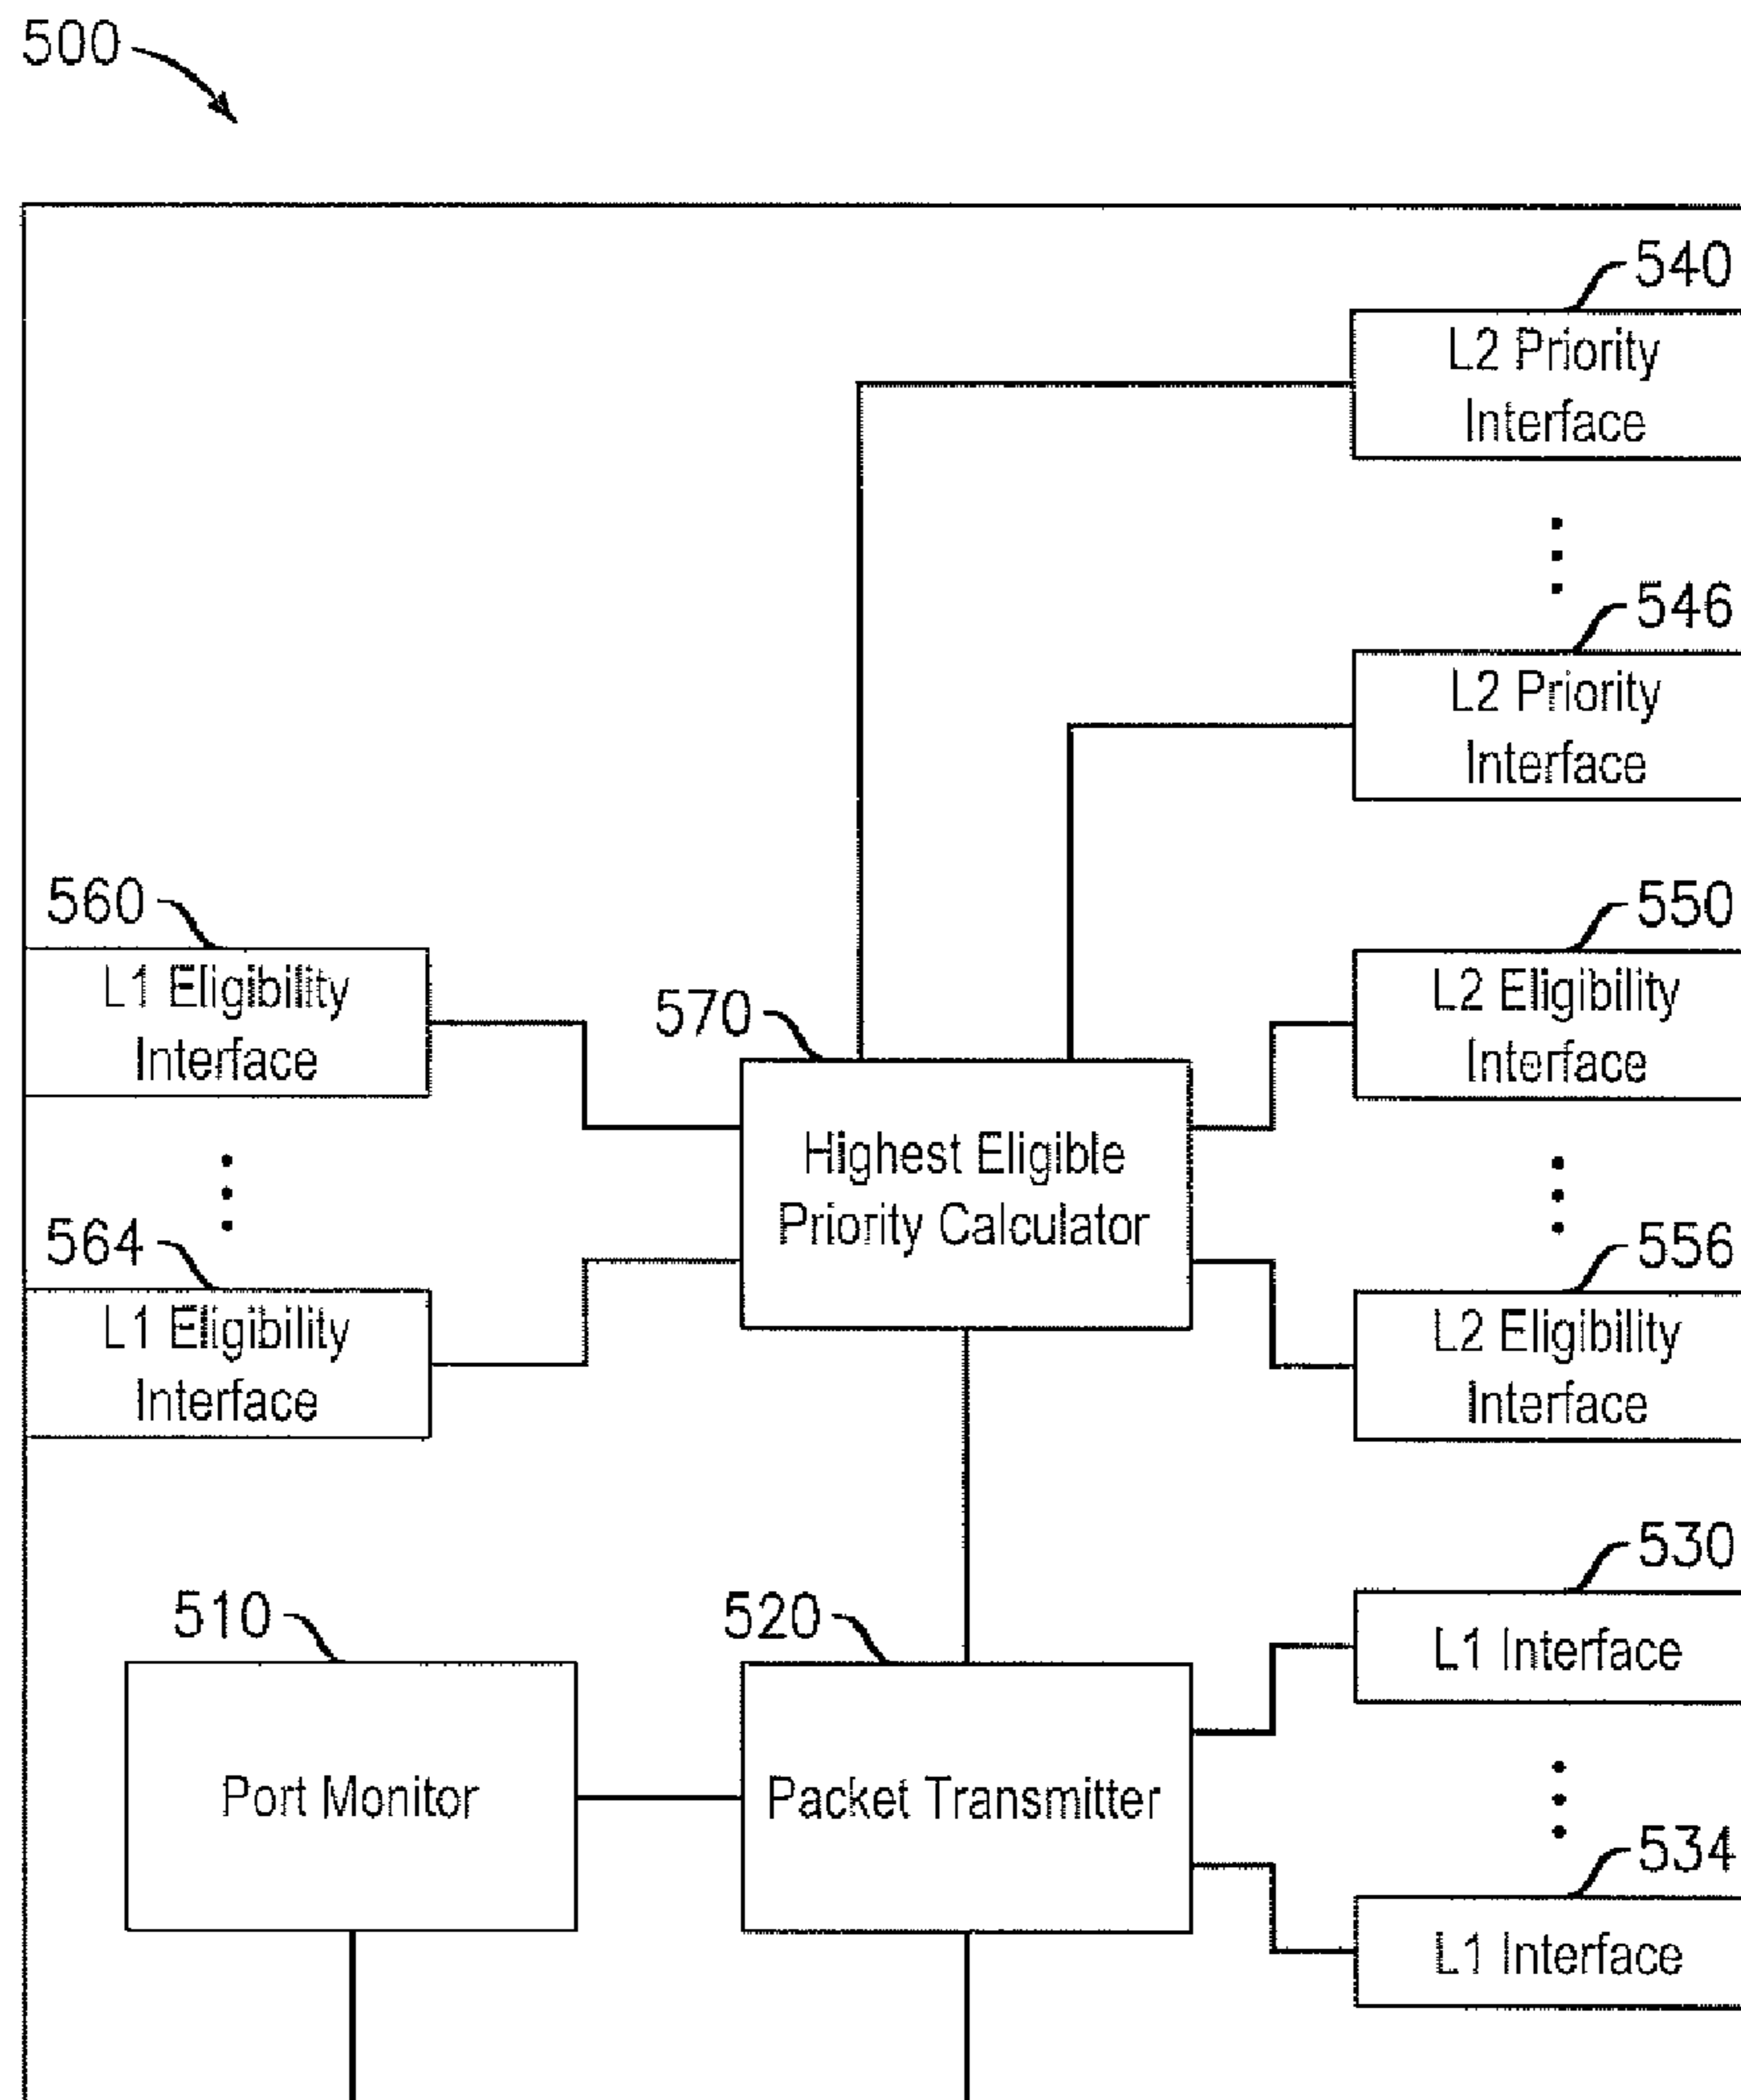 500
540
L2 Priority
Interface
546
L2 Priority
Interface
560
L1 Eligibility
Interface
550
L2 Eligibility
Interface
570
Highest Eligible
Priority Calculator
564
L1 Eligibility
Interface
556
L2 Eligibility
Interface
530
L1 Interface
510
Port Monitor
520
Packet Transmitter
534
L1 Interface